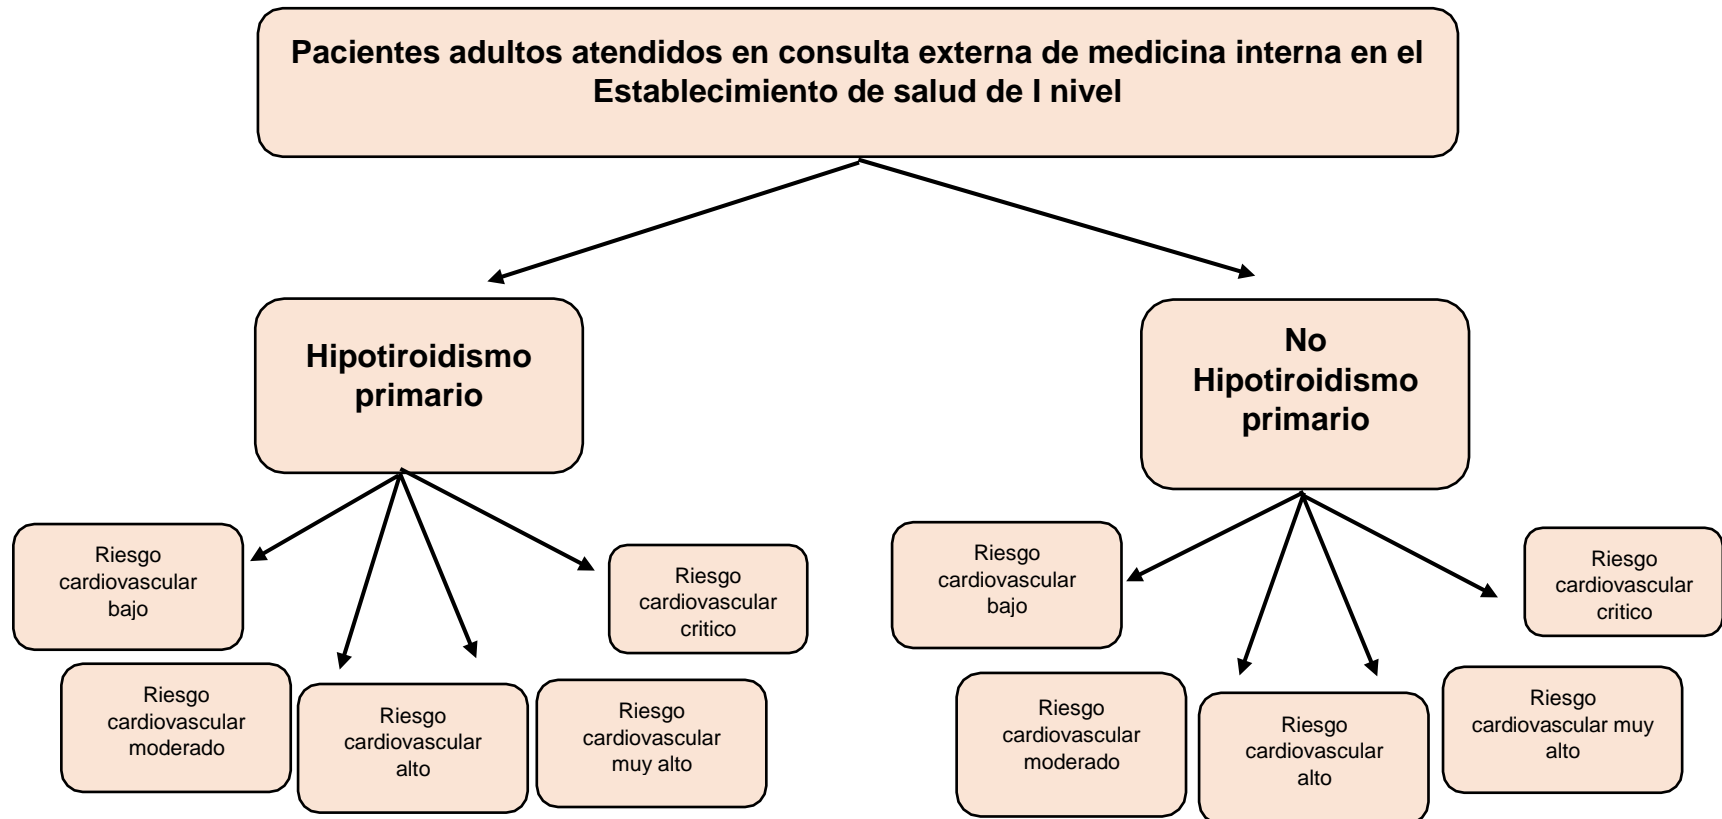 Pacientes adultos atendidos en consulta externa de medicina interna en el
Establecimiento de salud de I nivel
Hipotiroidismo
primario
No
Hipotiroidismo
primario
Riesgo
cardiovascular
bajo
Riesgo
cardiovascular
critico
Riesgo
cardiovascular
moderado
Riesgo
cardiovascular
alto
Riesgo
cardiovascular
muy alto
Riesgo
cardiovascular
bajo
Riesgo
cardiovascular
critico
Riesgo
cardiovascular
moderado
Riesgo
cardiovascular
alto
Riesgo
cardiovascular muy
alto